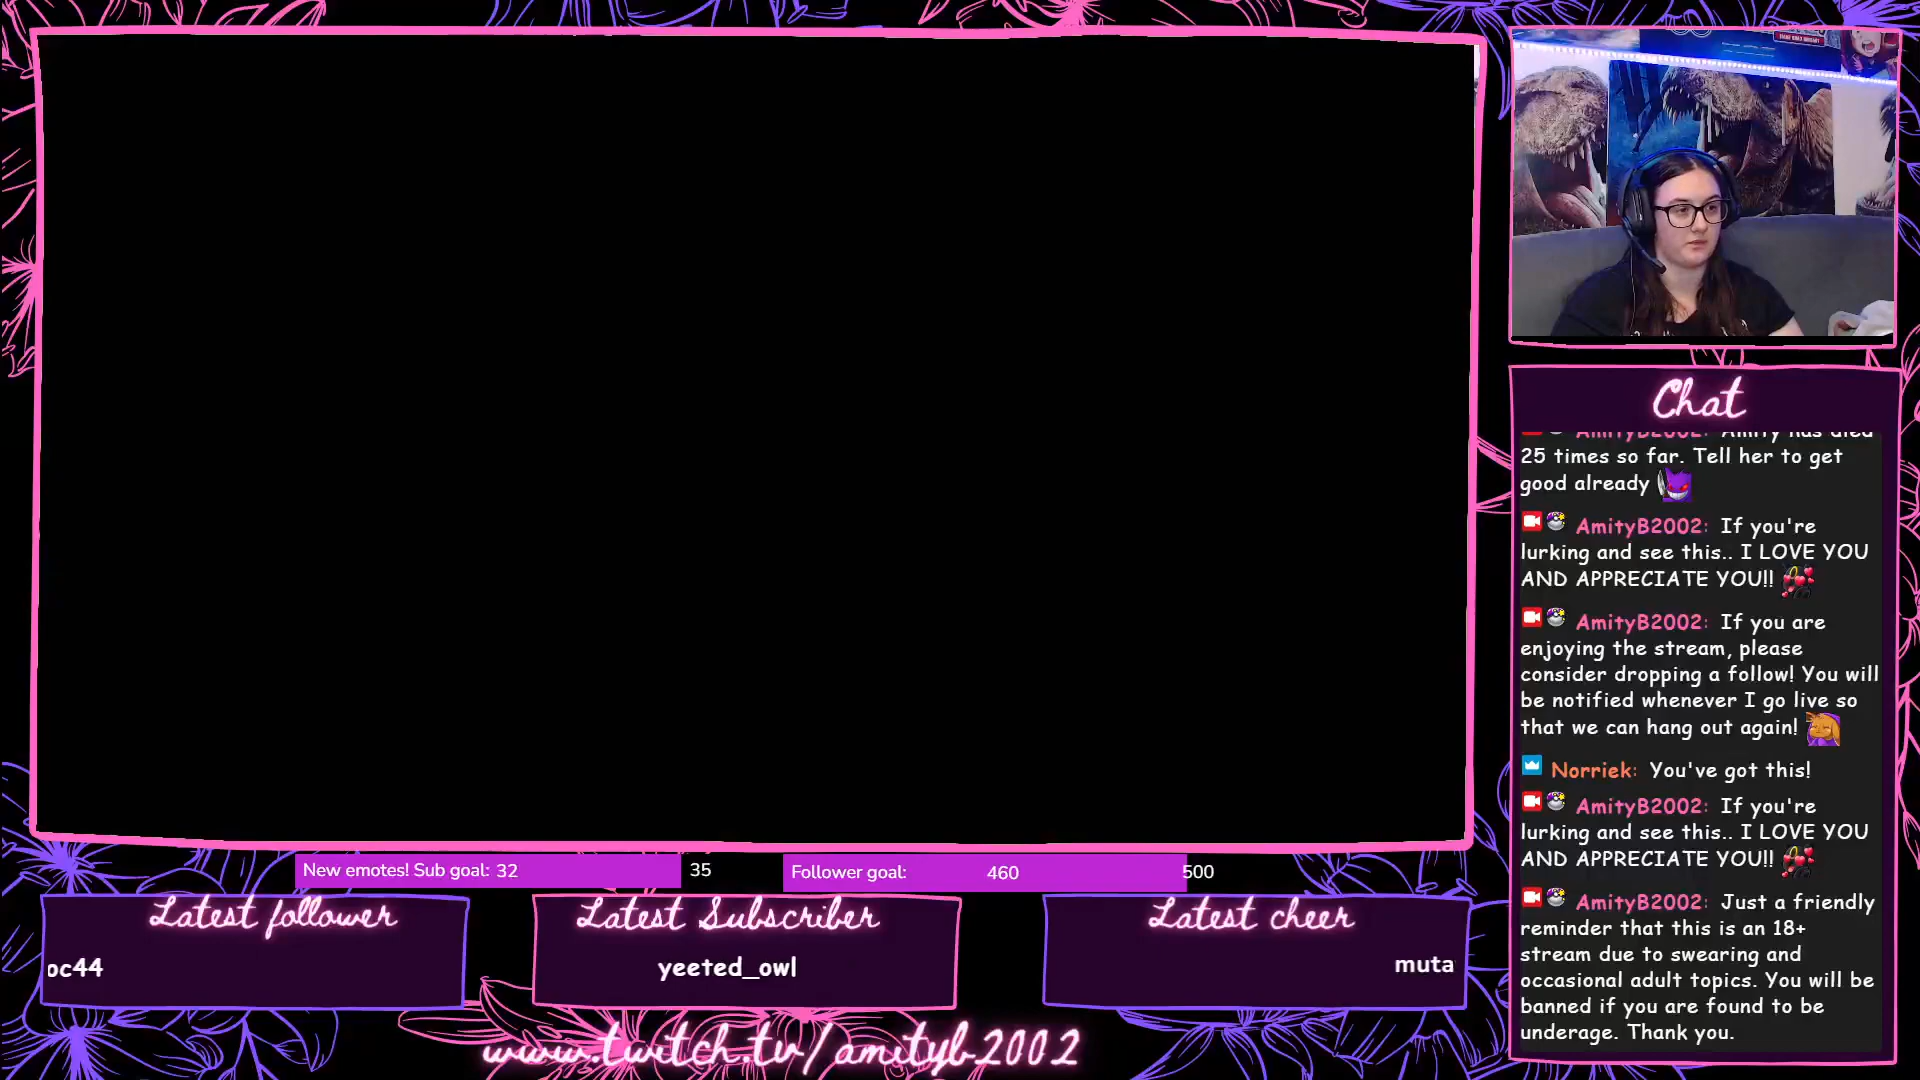 Chat
AmityB2002: Amity has died
25 times so far. Tell her to get
good already
AmityB2002: If you're
lurking and see this.. I LOVE YOU
AND APPRECIATE YOU!!
AmityB2002: If you are
enjoying the stream, please
consider dropping a follow! You will
be notified whenever I go live so
that we can hang out again!
Norriek: You've got this!
AmityB2002: If you're
lurking and see this.. I LOVE YOU
AND APPRECIATE YOU!!
AmityB2002: Just a friendly
reminder that this is an 18+
stream due to swearing and
occasional adult topics. You will be
banned if you are found to be
underage. Thank you.
New emotes! Sub goal: 32 35
Follower goal: 460 500
Latest follower
oc44
Latest Subscriber
yeeted_owl
Latest cheer
muta
www.twitch.tv/amityb2002